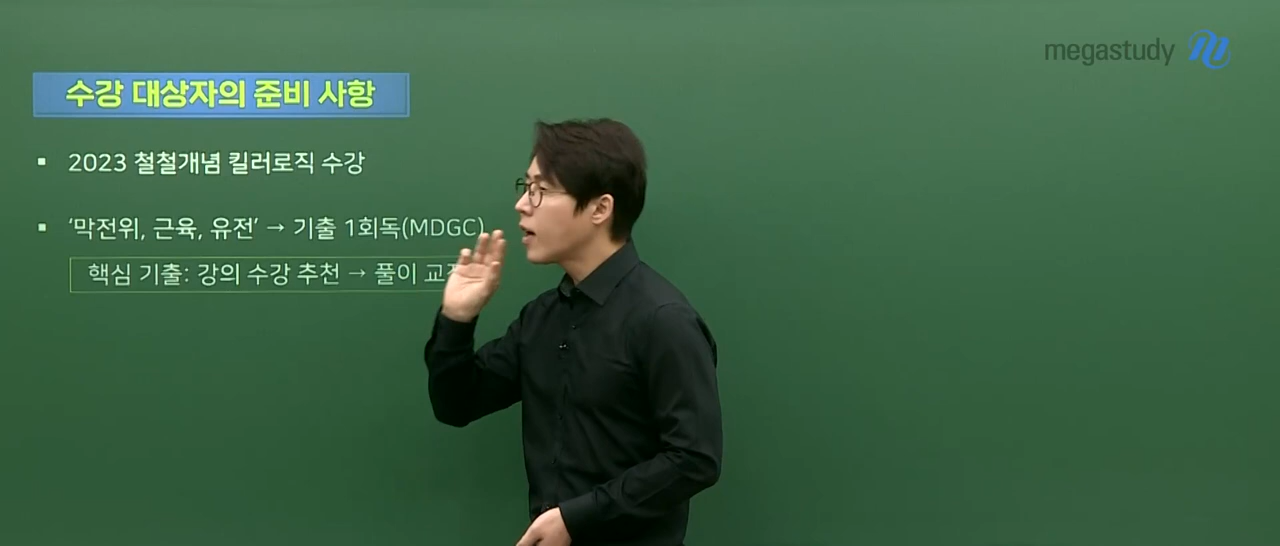 megastudy
수강 대상자의 준비 사항
2023 철철개념 킬러로직 수강
‘막전위, 근육, 유전’ → 기출 1회독(MDGC)
핵심 기출: 강의 수강 추천 → 풀이